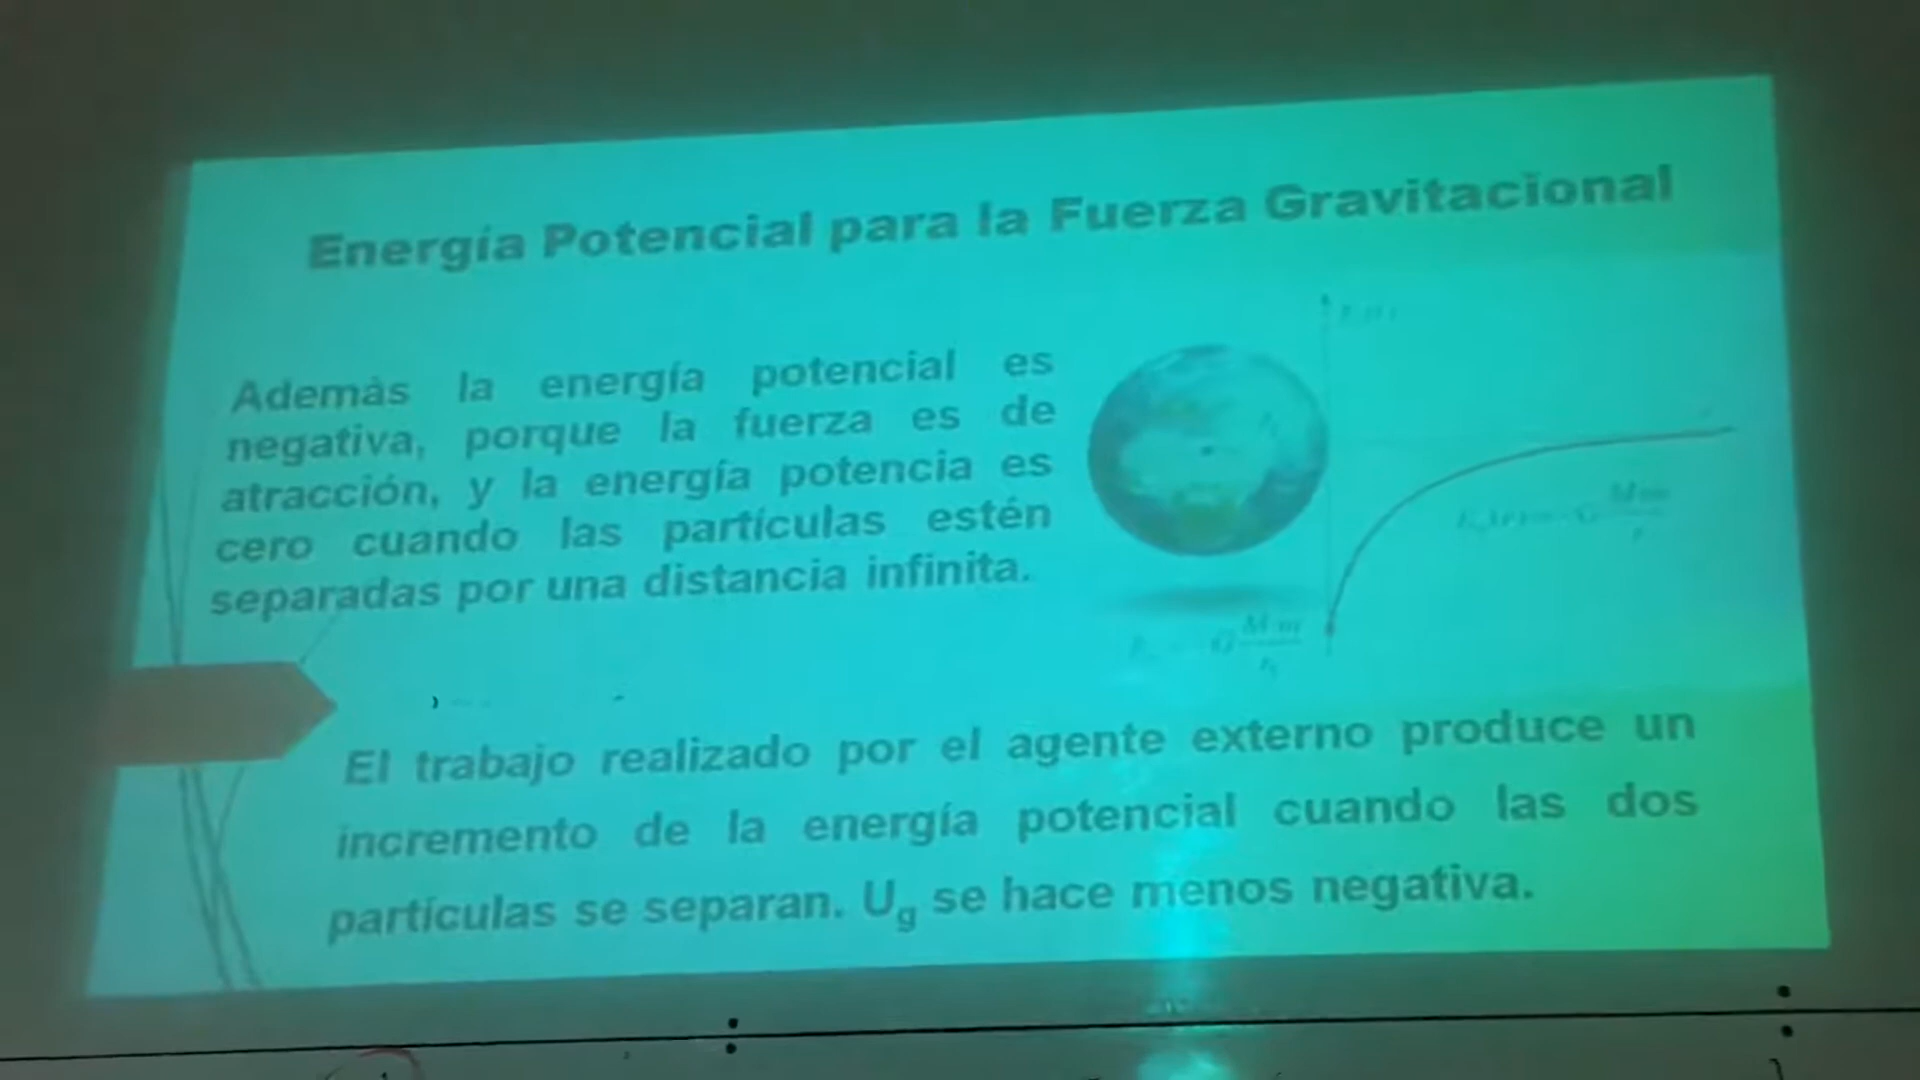 Energía Potencial para la Fuerza Gravitacional
Además la energía potencial es
negativa, porque la fuerza es de
atracción, y la energía potencia es
cero cuando las partículas estén
separadas por una distancia infinita.
M m
r
G M m
r
El trabajo realizado por el agente externo produce un
incremento de la energía potencial cuando las dos
partículas se separan. Ug se hace menos negativa.